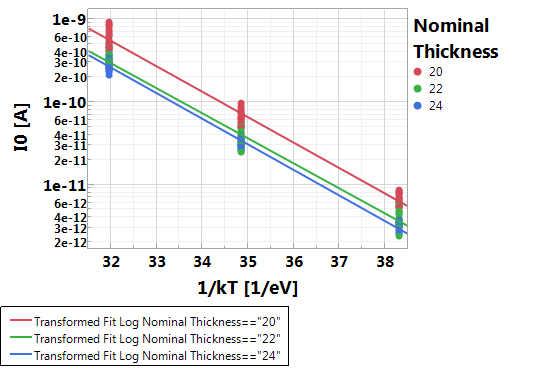 1e-9
6e-10
4e-10
3e-10
2e-10
1e-10
6e-11
4e-11
3e-11
2e-11
1e-11
6e-12
4e-12
3e-12
2e-12
I0 [A]
32 33 34 35 36 37 38
1/kT [1/eV]
Nominal
Thickness
20
22
24
Transformed Fit Log Nominal Thickness=="20"
Transformed Fit Log Nominal Thickness=="22"
Transformed Fit Log Nominal Thickness=="24"